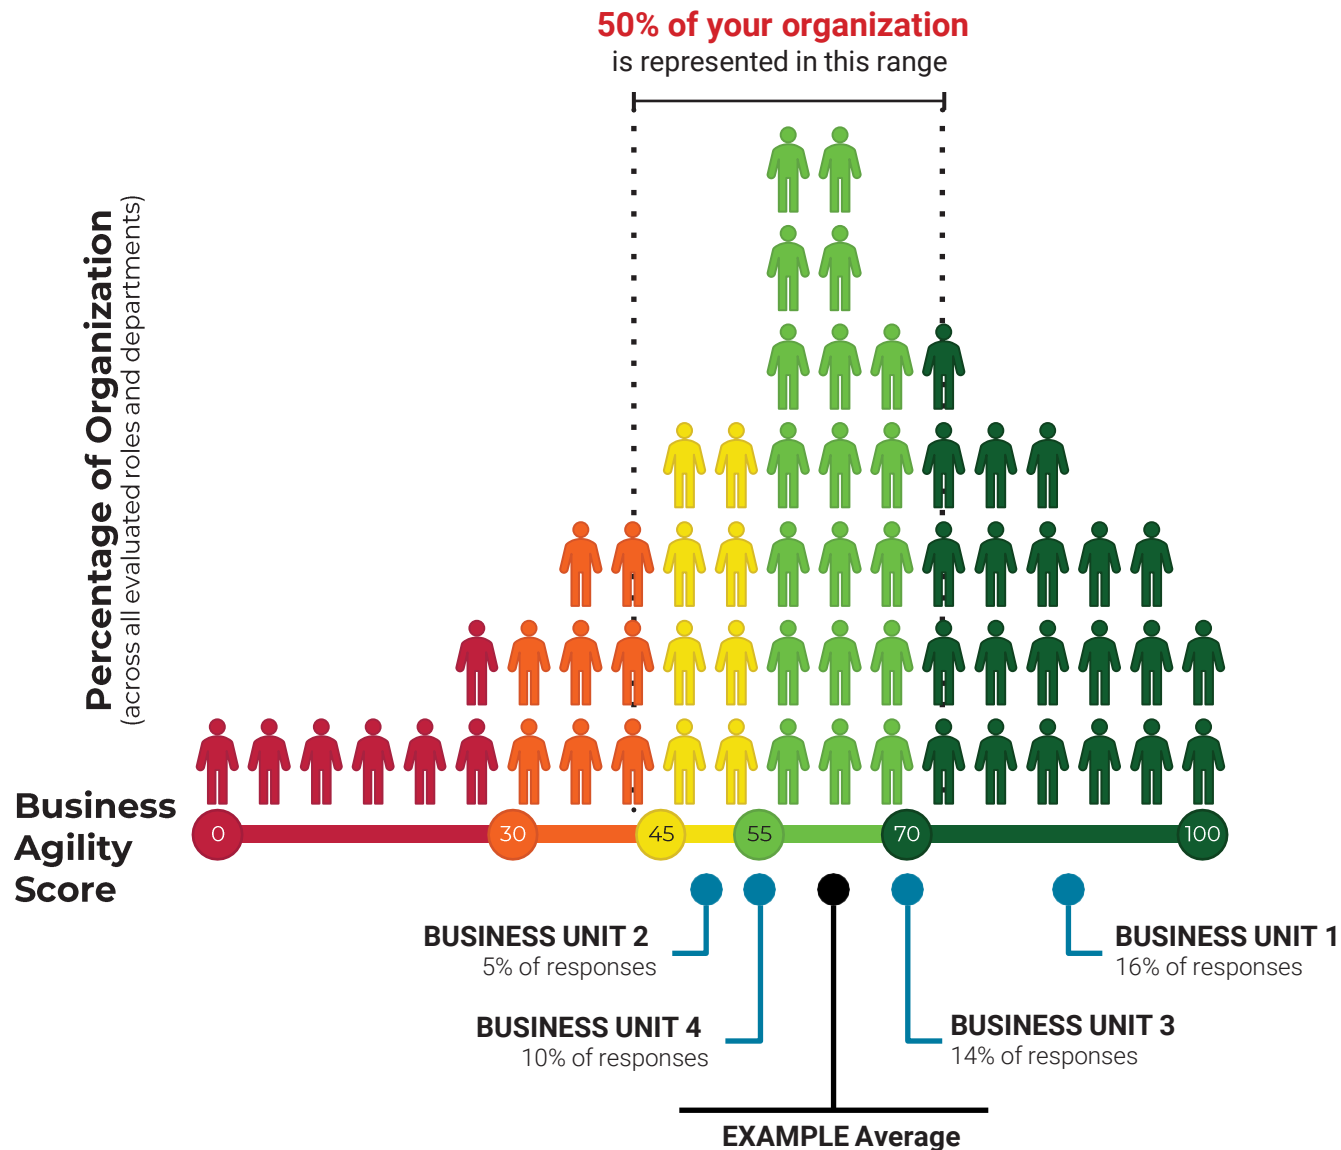 50% of your organization
is represented in this range
Percentage of Organization
(across all evaluated roles and departments)
Business
Agility
Score
0
30
45
55
70
100
BUSINESS UNIT 2
5% of responses
BUSINESS UNIT 1
16% of responses
BUSINESS UNIT 4
10% of responses
BUSINESS UNIT 3
14% of responses
EXAMPLE Average